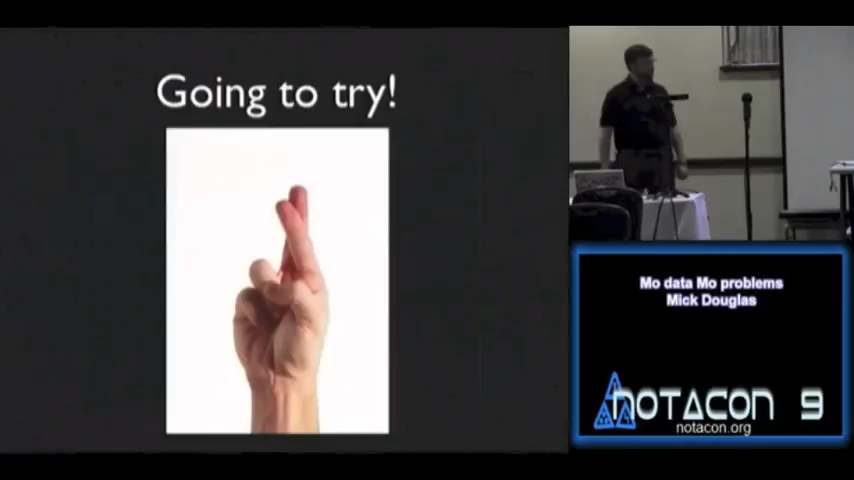 Going to try!
Mo data Mo problems
Mick Douglas
NOTACON 9
notacon.org